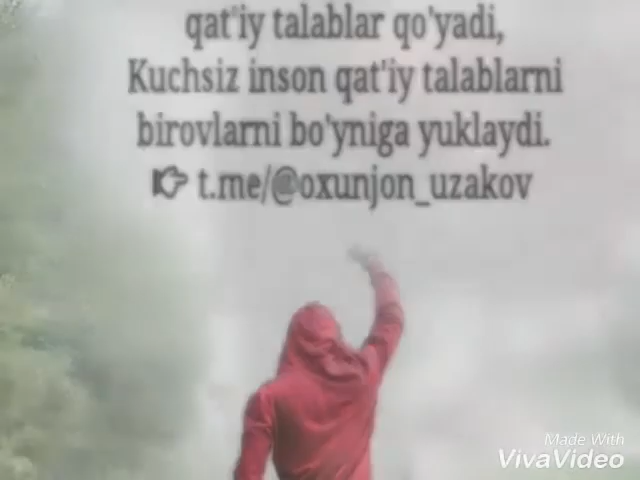 qat'iy talablar qo'yadi,
Kuchsiz inson qat'iy talablarni
birovlarni bo'yniga yuklaydi.
👉 t.me/@oxunjon_uzakov
Made With
VivaVideo